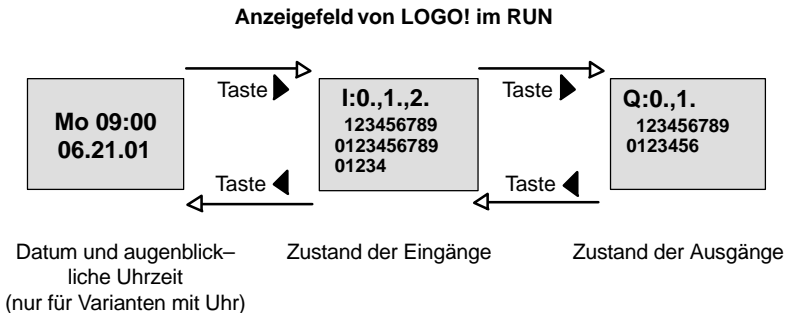 Anzeigefeld von LOGO! im RUN
Taste
Taste
Mo 09:00
06.21.01
I:0.,1.,2.
123456789
0123456789
01234
Q:0.,1.
123456789
0123456
Taste
Taste
Datum und augenblick–
liche Uhrzeit
(nur für Varianten mit Uhr)
Zustand der Eingänge
Zustand der Ausgänge